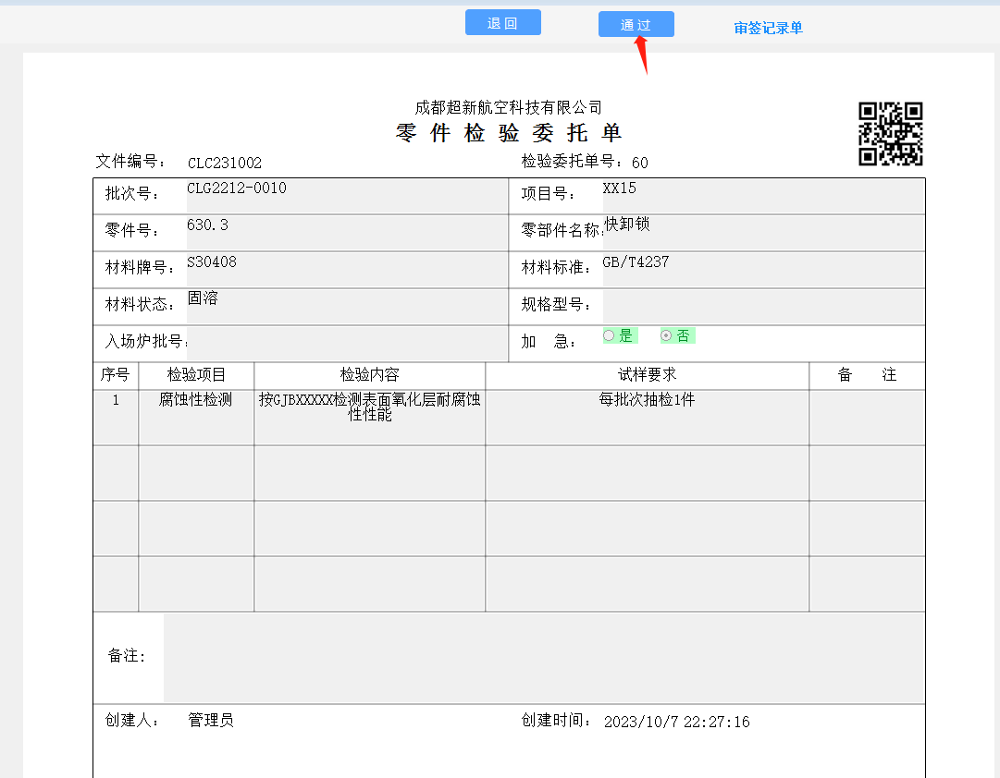 退回 通过 审签记录单
成都超新航空科技有限公司
零件检验委托单
文件编号： CLC231002 检验委托单号：60
批次号： CLG2212-0010 项目号： XX15
零件号： 630.3 零部件名称：快卸锁
材料牌号： S30408 材料标准： GB/T4237
材料状态： 固溶 规格型号：
入场炉批号： 加 急： 是 否
序号 检验项目 检验内容 试样要求 备 注
1 腐蚀性检测 按GJBXXXXX检测表面氧化层耐腐蚀 每批次抽检1件
性性能
备注：
创建人： 管理员 创建时间： 2023/10/7 22:27:16